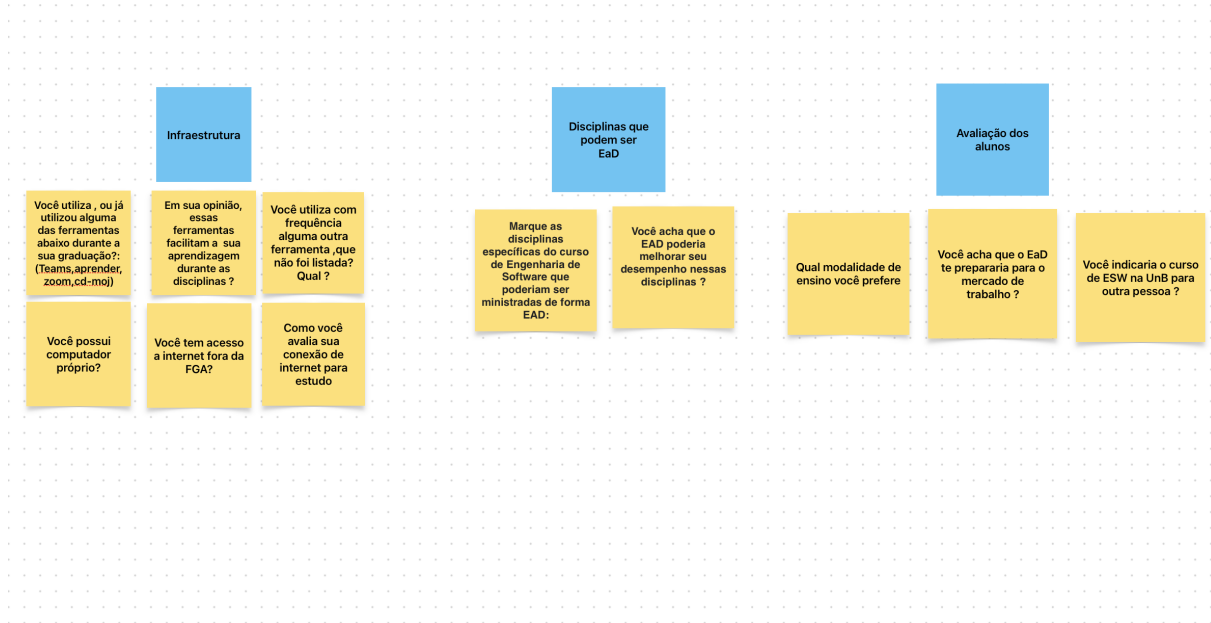 Infraestrutura
Você utiliza , ou já
utilizou alguma
das ferramentas
abaixo durante a
sua graduação?:
(Teams,aprender,
zoom,cd-moj)
Em sua opinião,
essas
ferramentas
facilitam a  sua
aprendizagem
durante as
disciplinas ?
Você utiliza com
frequência
alguma outra
ferramenta ,que
não foi listada?
Qual ?
Você possui
computador
próprio?
Você tem acesso
a internet fora da
FGA?
Como você
avalia sua
conexão de
internet para
estudo
Disciplinas que
podem ser
EaD
Marque as
disciplinas
específicas do curso
de Engenharia de
Software que
poderiam ser
ministradas de forma
EAD:
Você acha que o
EAD poderia
melhorar seu
desempenho nessas
disciplinas ?
Avaliação dos
alunos
Qual modalidade de
ensino você prefere
Você acha que o EaD
te prepararia para o
mercado de
trabalho ?
Você indicaria o curso
de ESW na UnB para
outra pessoa ?